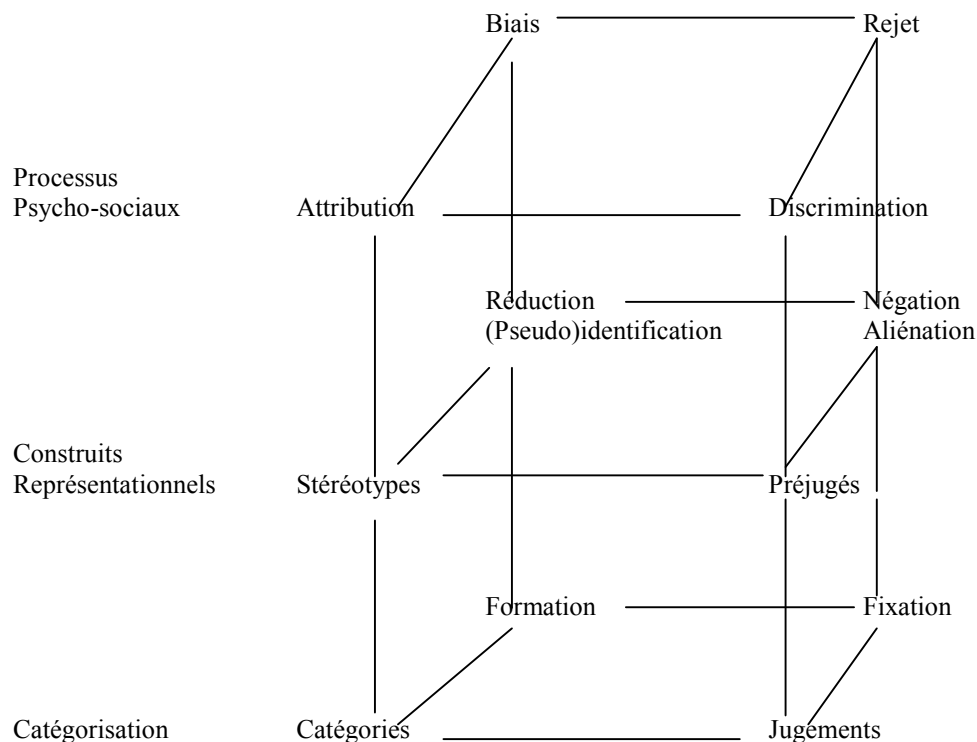 Biais Rejet
Processus
Psycho-sociaux Attribution Discrimination
Réduction Négation
(Pseudo)identification Aliénation
Construits
Représentationnels Stéréotypes Préjugés
Formation Fixation
Catégorisation Catégories Jugements